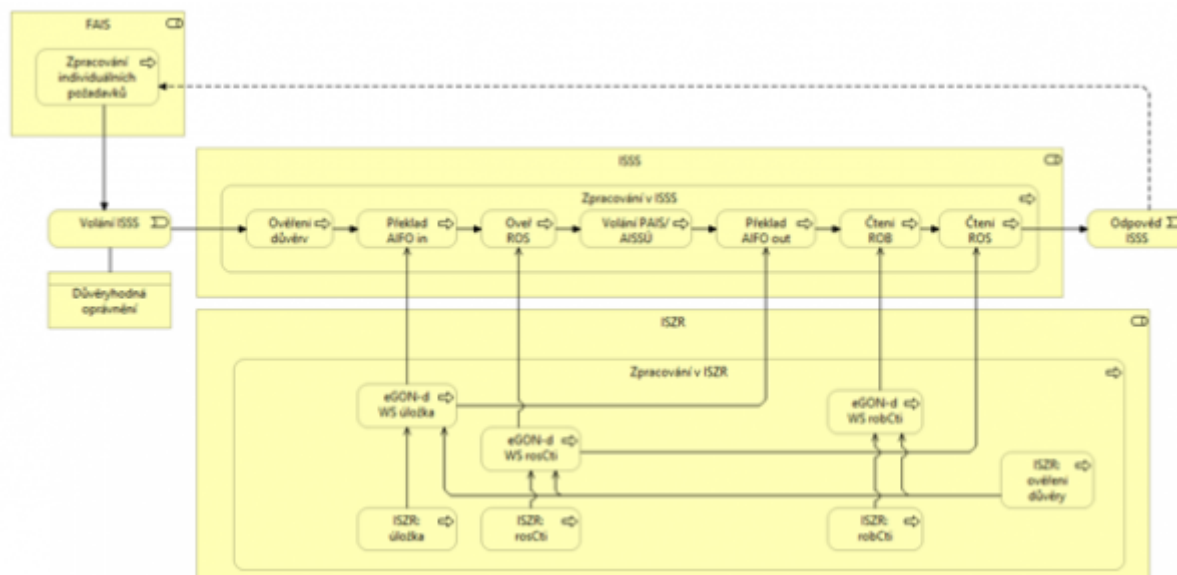 FAIS
Zpracování
individuálních
požadavků
ISSS
Zpracování v ISSS
Volání ISSS
Ověření
důvěry
Překlad
AIFO in
Oveř
ROS
Volání PAIS/
AISSÚ
Překlad
AIFO out
Čtení
ROB
Čtení
ROS
Odpověd
ISSS
Důvěryhodná
oprávnění
ISZR
Zpracování v ISZR
eGON-d
WS úložka
eGON-d
WS robCti
eGON-d
WS rosCti
ISZR:
ověření
důvěry
ISZR:
úložka
ISZR:
rosCti
ISZR:
robCti